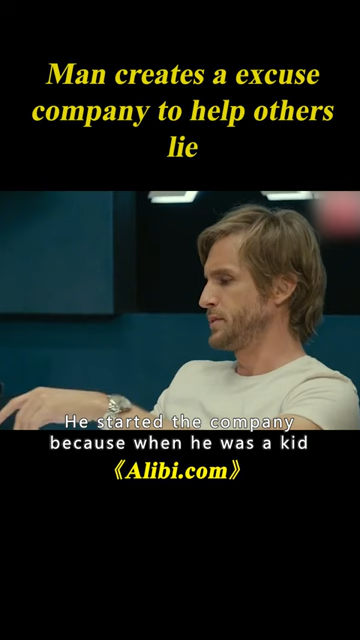 Man creates a excuse
company to help others
lie
He started the company
because when he was a kid
《Alibi.com》